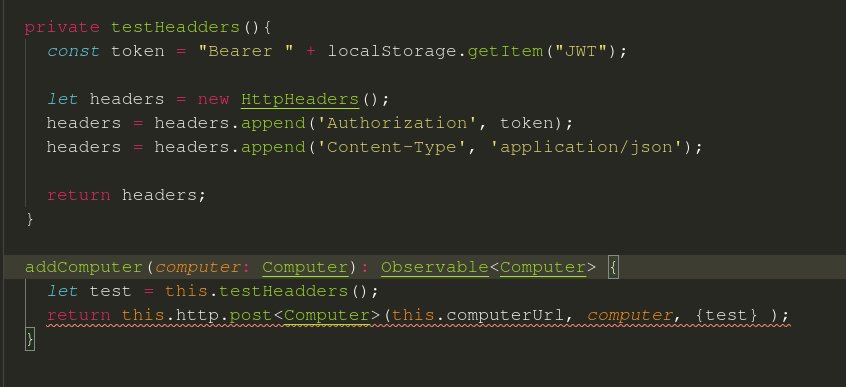 private testHeadders(){
const token = "Bearer " + localStorage.getItem("JWT");
let headers = new HttpHeaders();
headers = headers.append('Authorization', token);
headers = headers.append('Content-Type', 'application/json');
return headers;
}
addComputer(computer: Computer): Observable<Computer> {
let test = this.testHeadders();
return this.http.post<Computer>(this.computerUrl, computer, {test} );
}